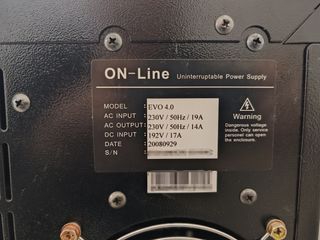 ON-Line Uninterruptable Power Supply
MODEL : EVO 4.0
AC INPUT : 230V / 50Hz / 19A
AC OUTPUT: 230V / 50Hz / 14A
DC INPUT : 192V / 17A
DATE : 20080929
S/N :
Warning
Dangerous voltage
inside. Only service
personnel can open
the enclosure.